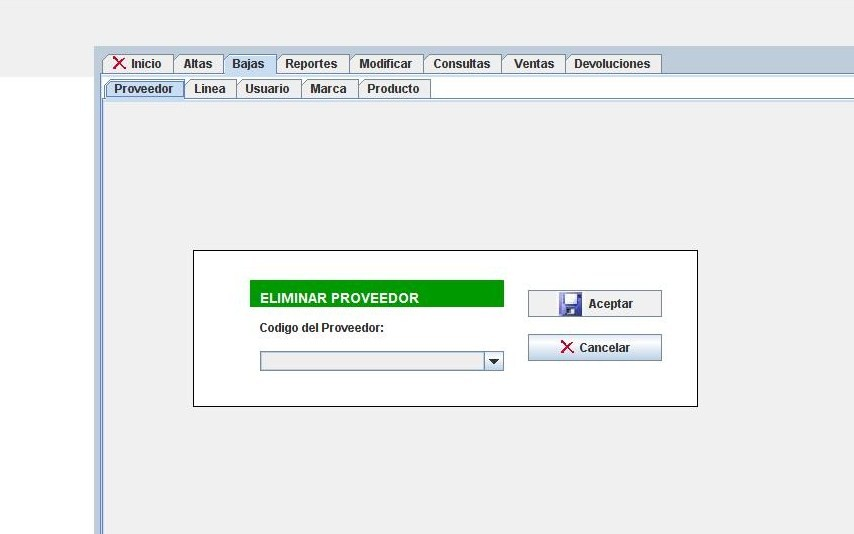 Inicio Altas Bajas Reportes Modificar Consultas Ventas Devoluciones
Proveedor Linea Usuario Marca Producto
ELIMINAR PROVEEDOR
Aceptar
Codigo del Proveedor:
Cancelar